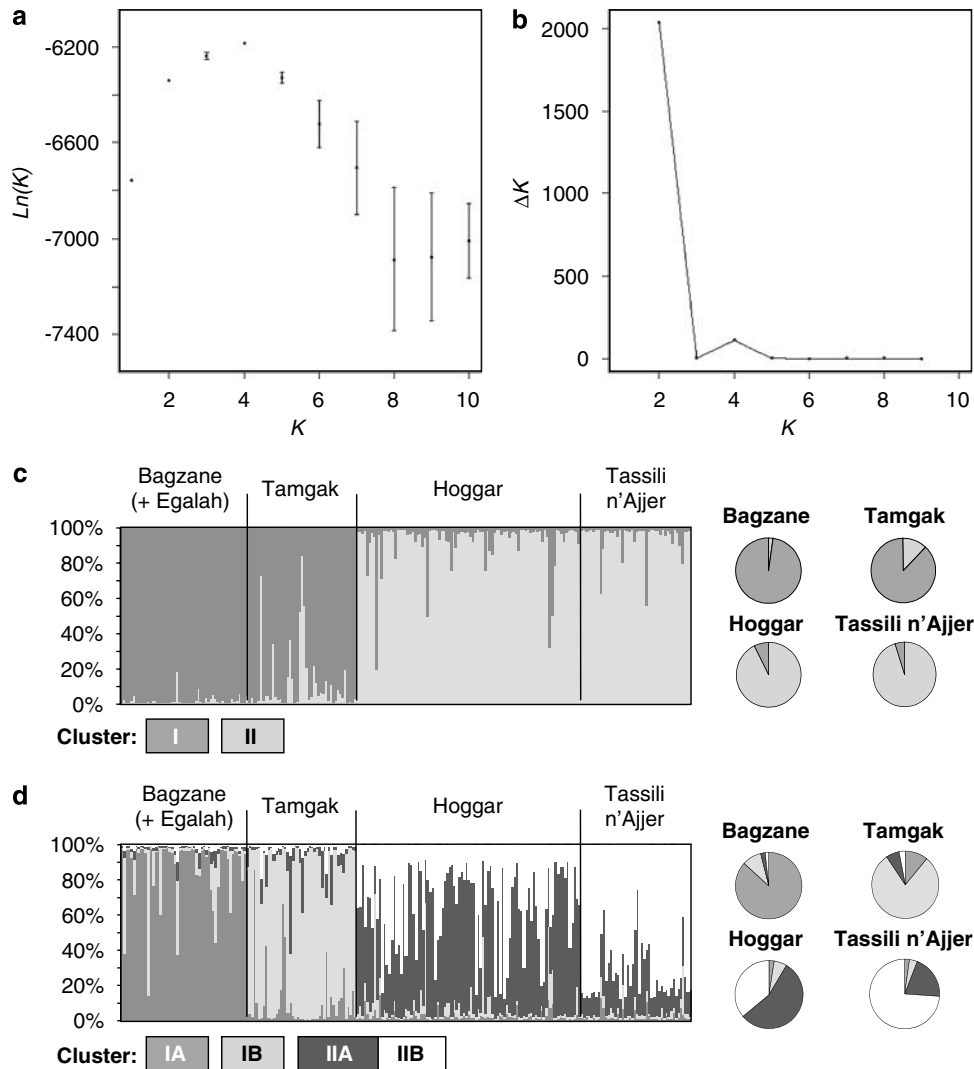 a
-6200
-6600
-7000
-7400
Ln(K)
2 4 6 8 10
K
b
2000
1500
1000
500
0
ΔK
2 4 6 8 10
K
c
Bagzane
(+ Egalah)
Tamgak
Hoggar
Tassili
n'Ajjer
100%
80%
60%
40%
20%
0%
Bagzane Tamgak
Hoggar Tassili n'Ajjer
Cluster: I II
d
Bagzane
(+ Egalah)
Tamgak
Hoggar
Tassili
n'Ajjer
100%
80%
60%
40%
20%
0%
Bagzane Tamgak
Hoggar Tassili n'Ajjer
Cluster: IA IB IIA IIB